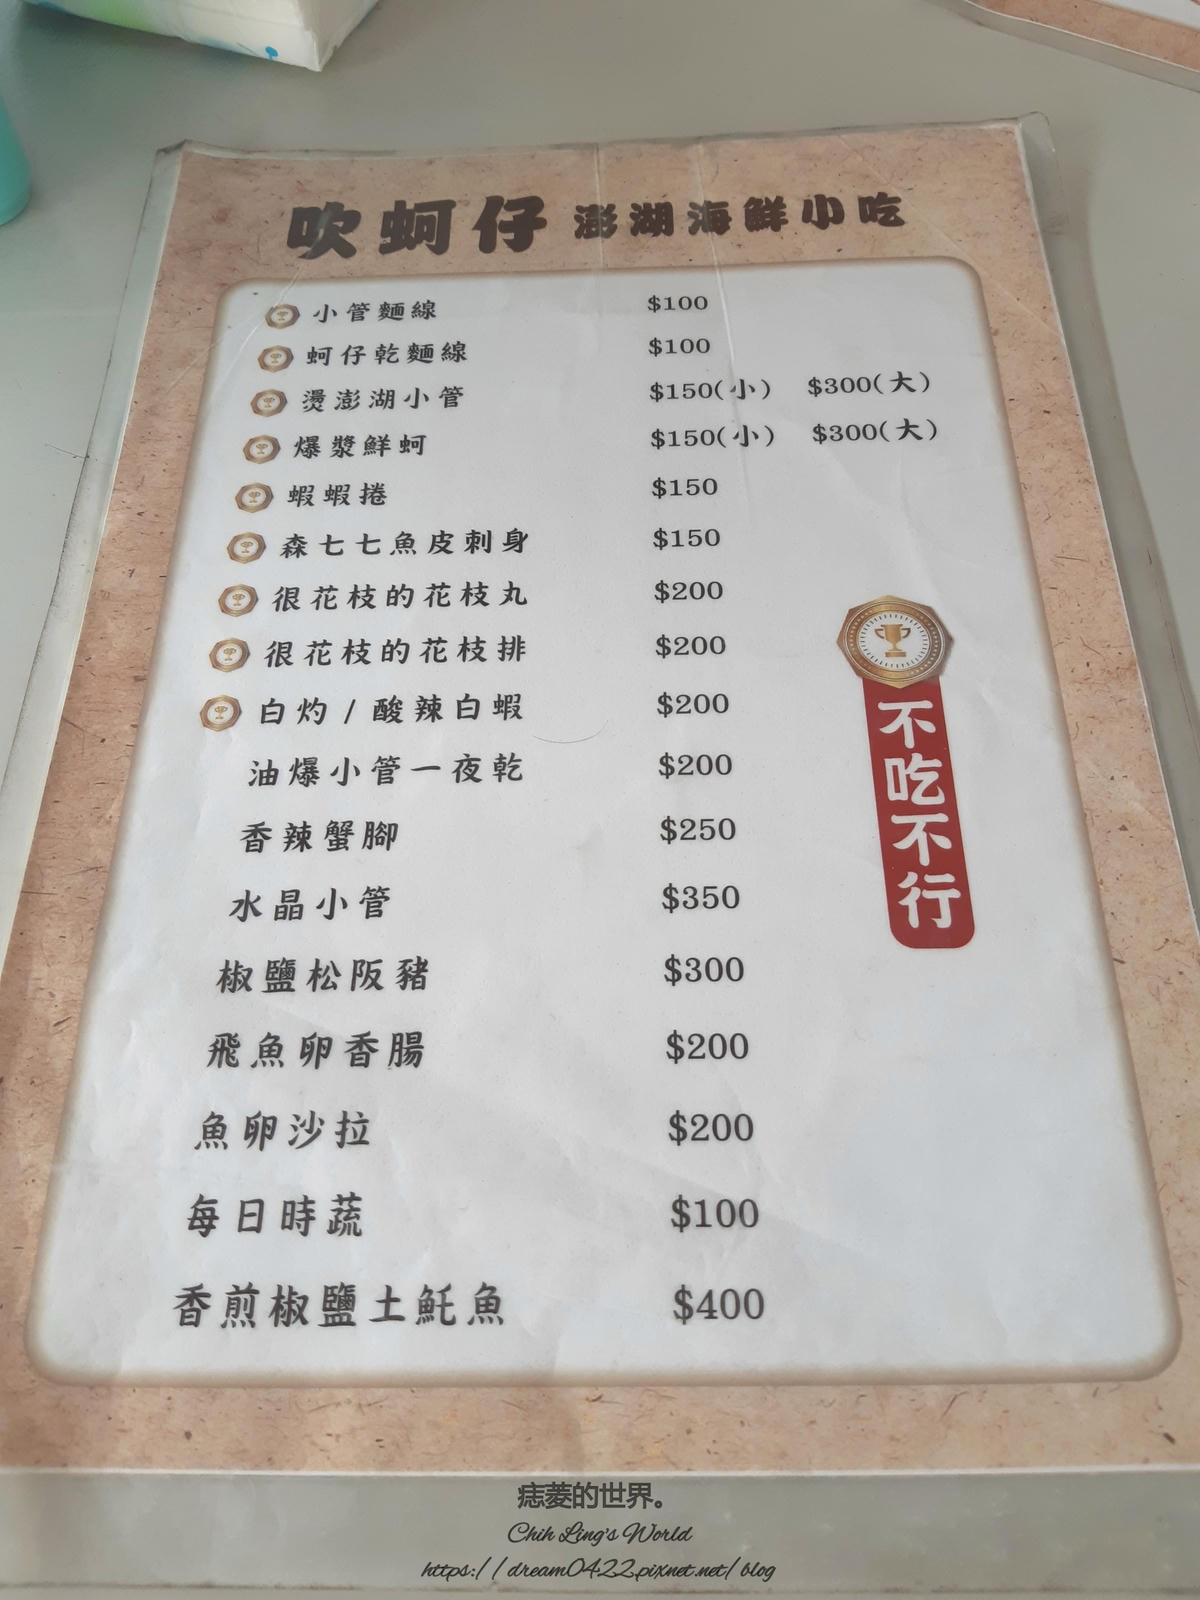 吹蚵仔 澎湖海鮮小吃
小管麵線 $100
蚵仔乾麵線 $100
燙澎湖小管 $150(小) $300(大)
爆漿鮮蚵 $150(小) $300(大)
蝦蝦捲 $150
森七七魚皮刺身 $150
很花枝的花枝丸 $200
很花枝的花枝排 $200
白灼/酸辣白蝦 $200
油爆小管一夜乾 $200
香辣蟹腳 $250
水晶小管 $350
椒鹽松阪豬 $300
飛魚卵香腸 $200
魚卵沙拉 $200
每日時蔬 $100
香煎椒鹽土魠魚 $400
不吃不行
痣菱的世界。
Chih Ling's World
https://dream0422.pixnet.net/blog